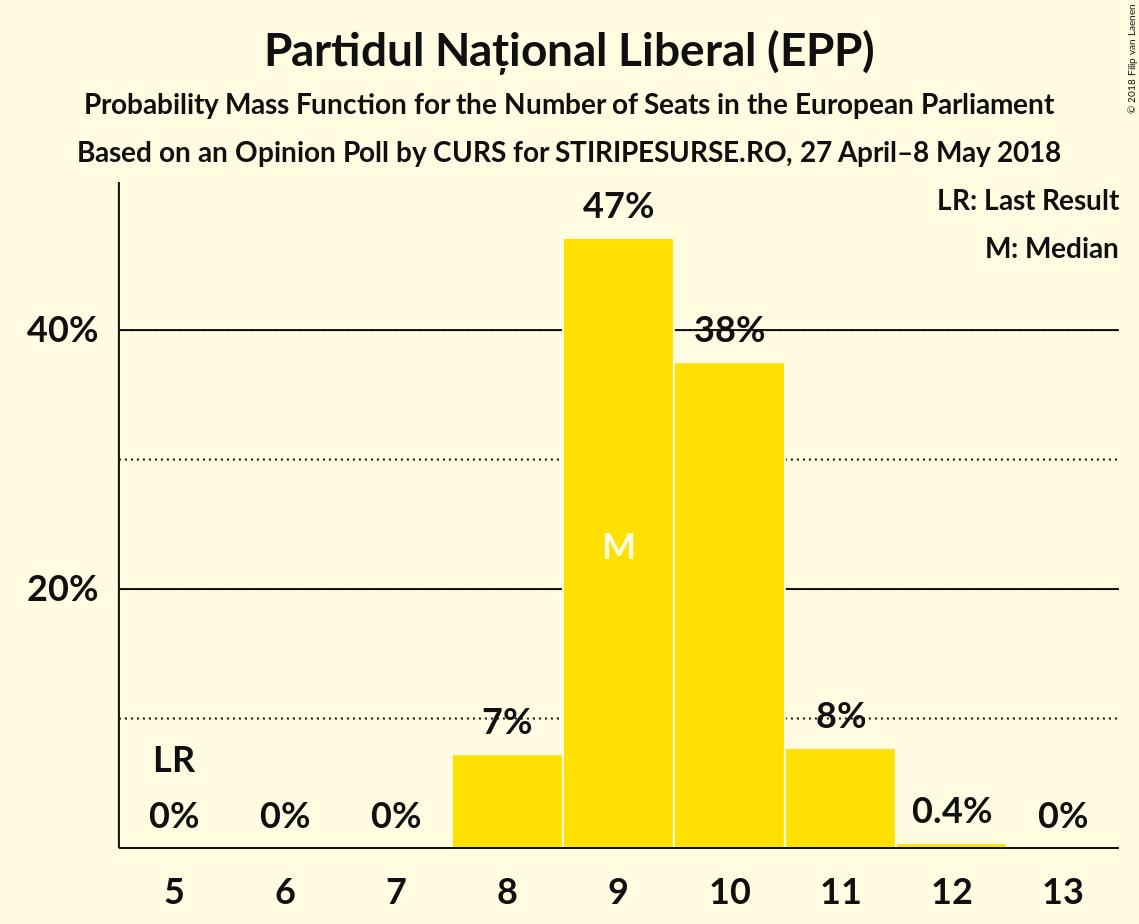 Partidul Național Liberal (EPP)
Probability Mass Function for the Number of Seats in the European Parliament
Based on an Opinion Poll by CURS for STIRIPESURSE.RO, 27 April–8 May 2018
© 2018 Filip van Laenen
LR: Last Result
M: Median
47%
40%
38%
M
20%
7%
8%
LR
0%
0%
0%
0.4%
0%
5
6
7
8
9
10
11
12
13